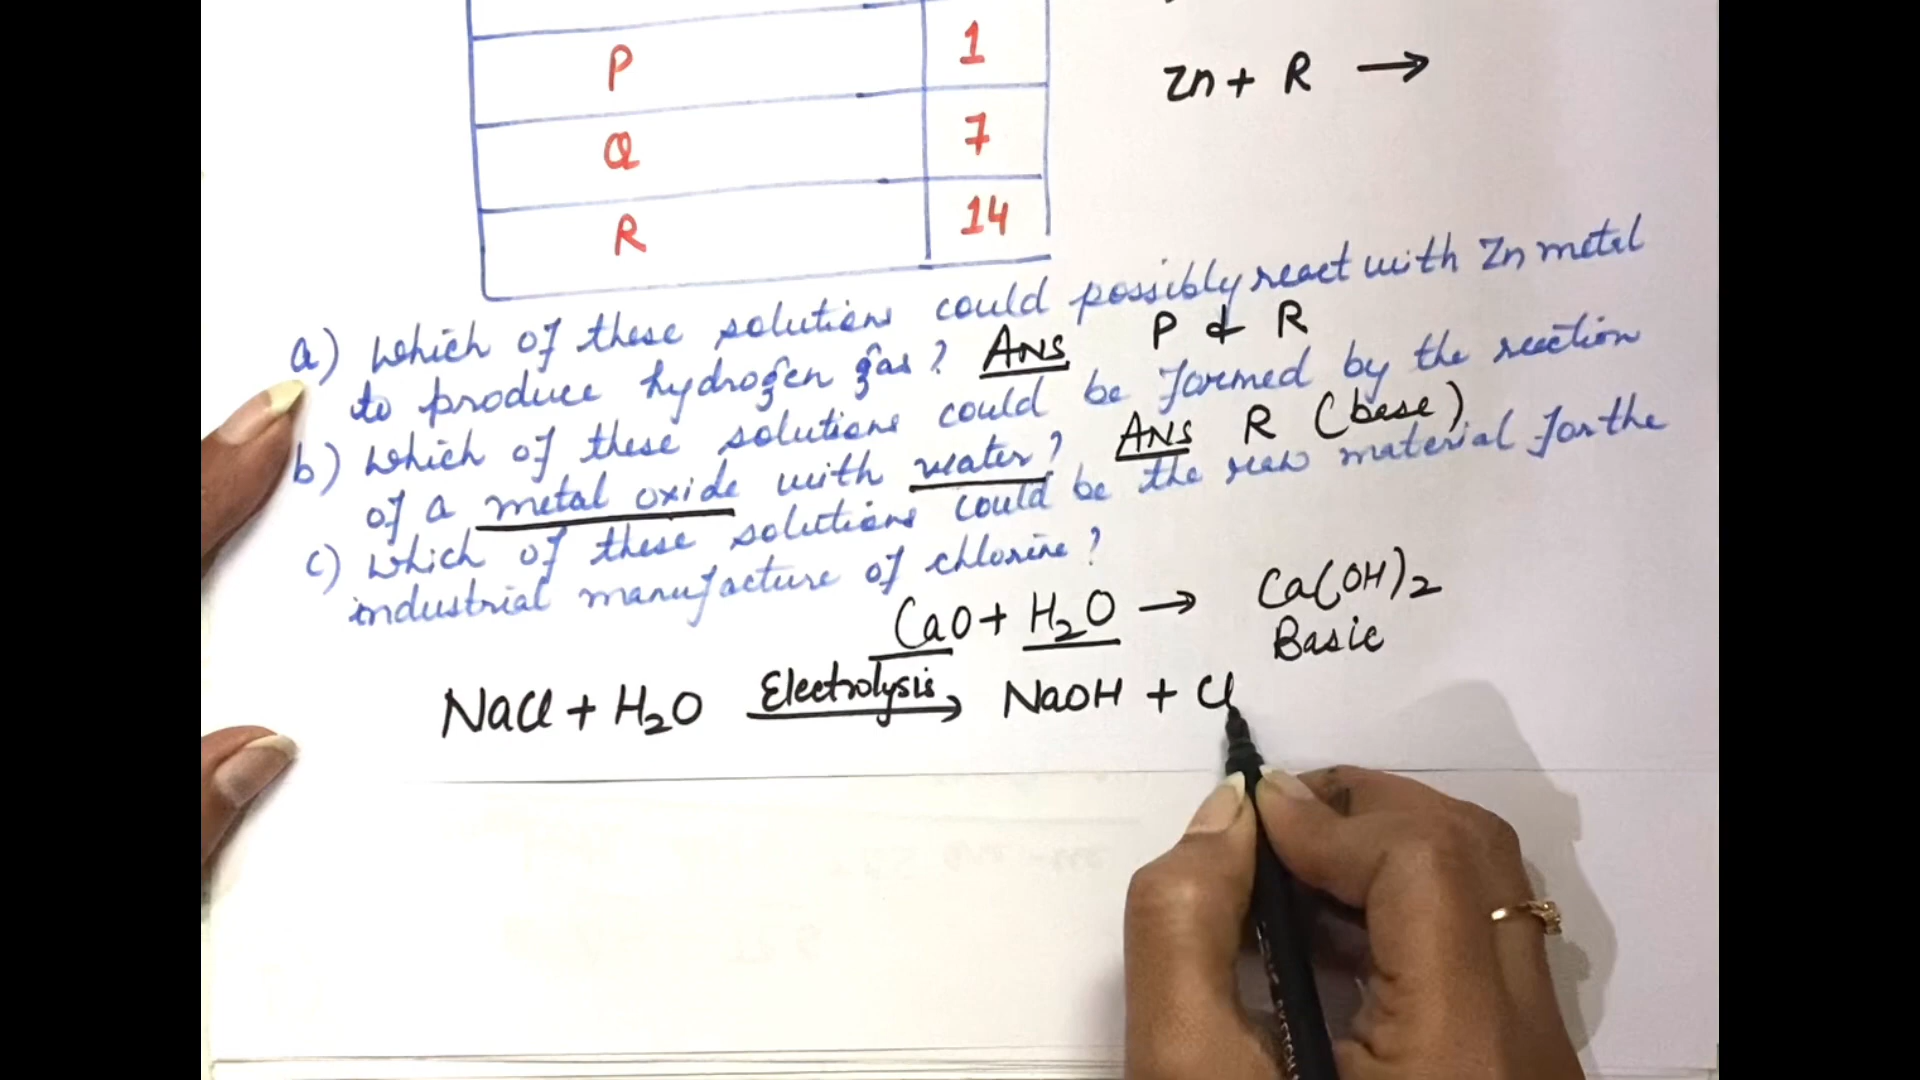 P 1
Zn + R →
Q 7
R 14
a) Which of these solutions could possibly react with Zn metal
to produce hydrogen gas? Ans P & R
b) Which of these solutions could be formed by the reaction
of a metal oxide with water? Ans R (base)
c) Which of these solutions could be the raw material for the
industrial manufacture of chlorine?
CaO + H2O → Ca(OH)2
Basic
NaCl + H2O Electrolysis → NaOH + Cl